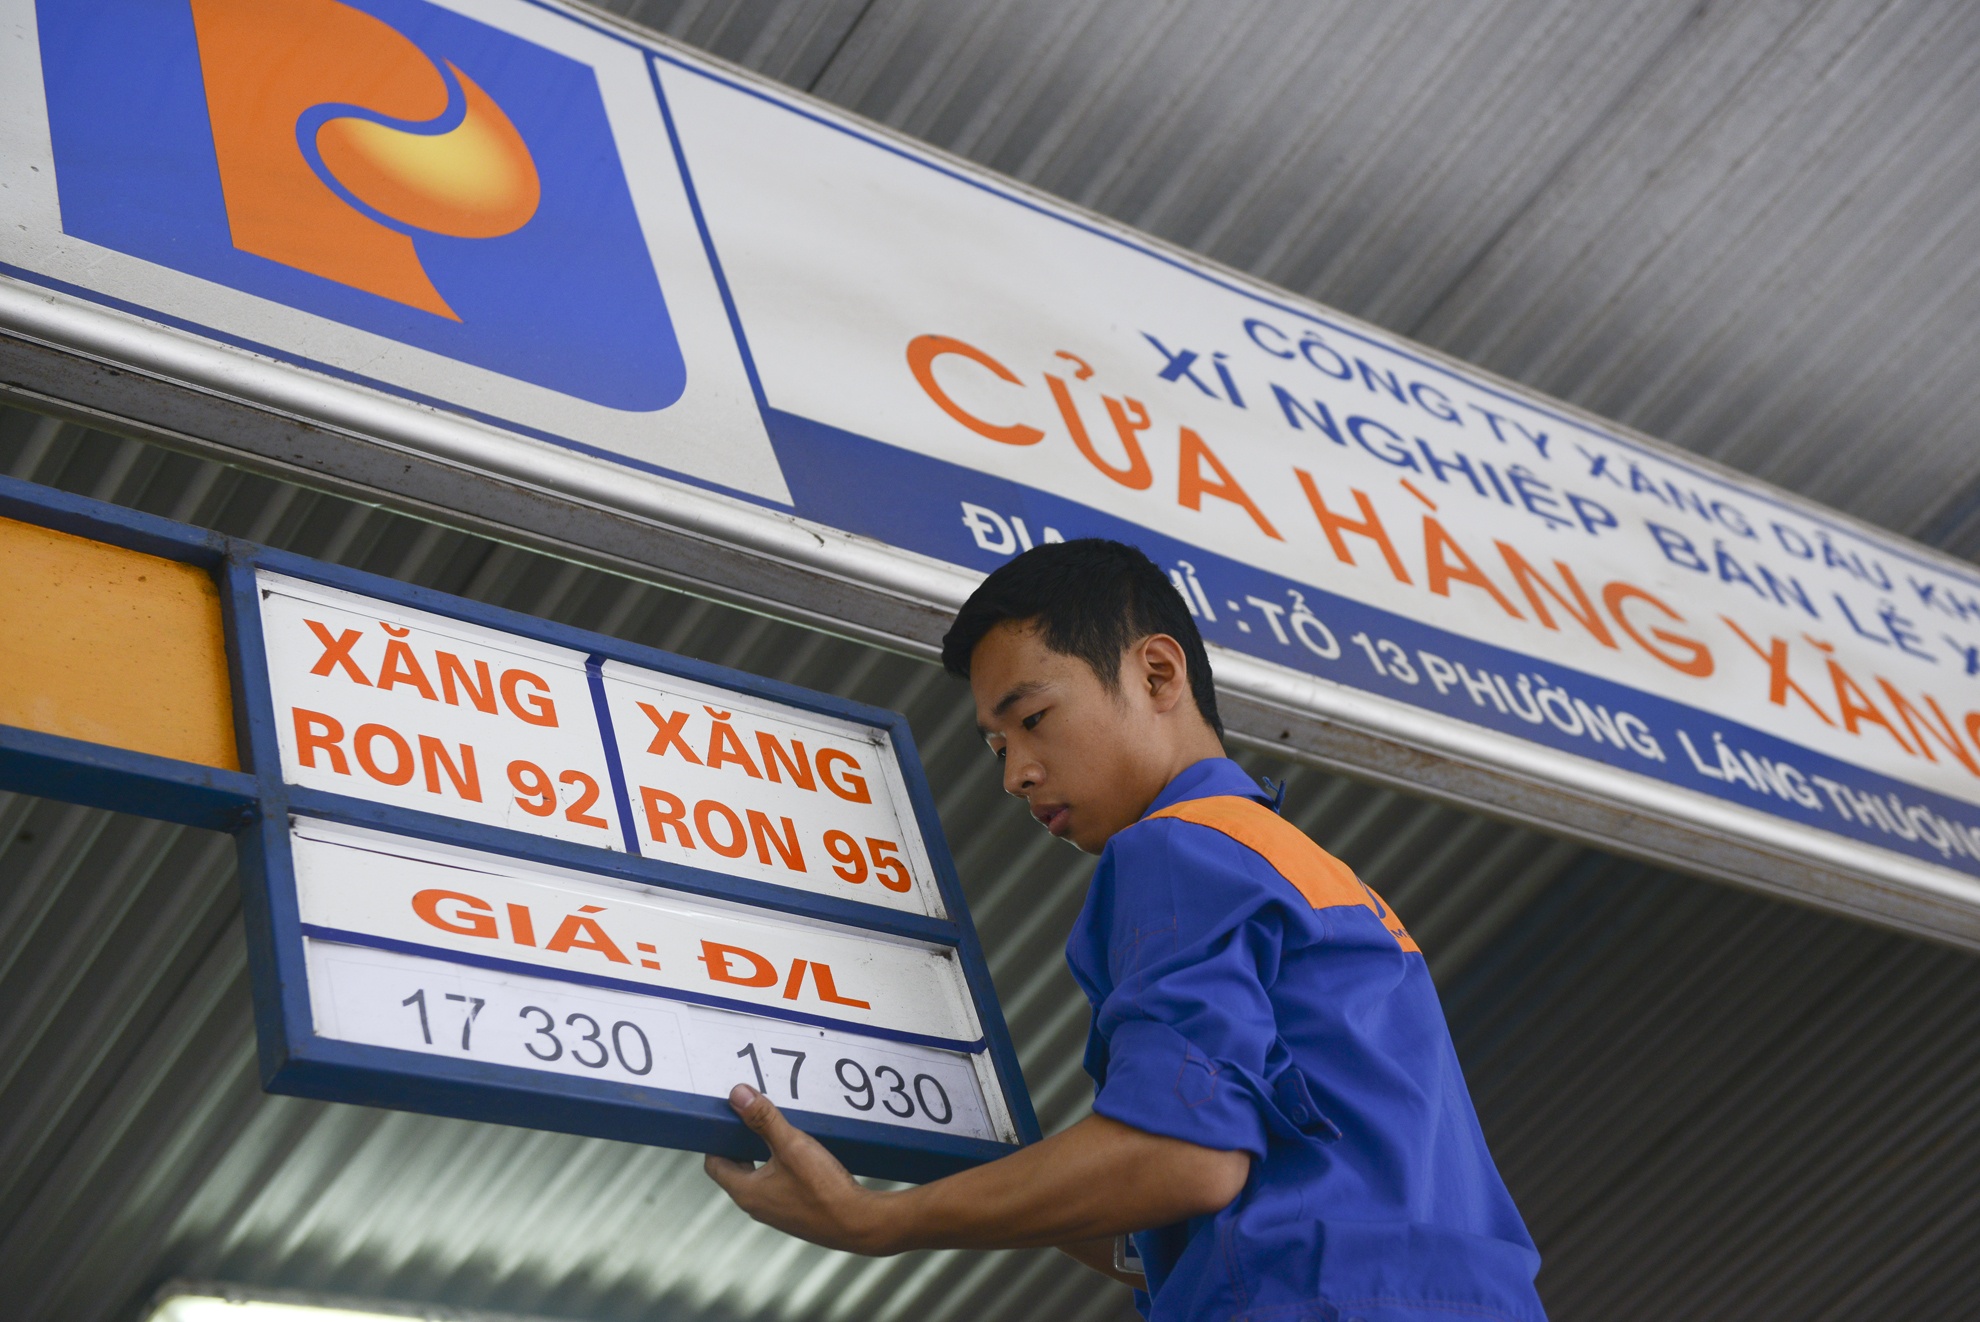 CÔNG TY XĂNG DẦU KH
XÍ NGHIỆP BÁN LẺ X
CỬA HÀNG XĂNG
: TỔ 13 PHƯỜNG LÁNG THƯỢNG
XĂNG
RON 92
XĂNG
RON 95
GIÁ: Đ/L
17 330
17 930